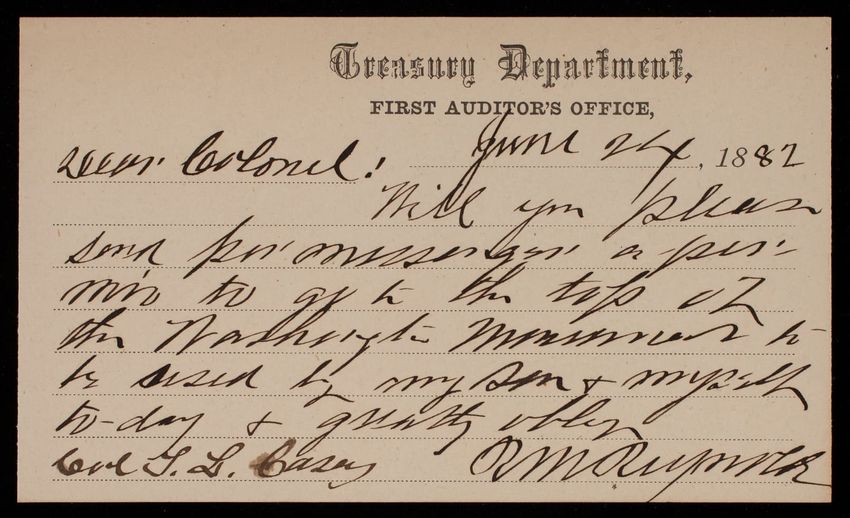 Treasury Department,
FIRST AUDITOR'S OFFICE,
Dear Colonel: June 24, 1882
Will you please
send per messenger a per-
mit to go to the top of
the Washington Monument to
be used by my son & myself
to-day & greatly oblige
Col T. L. Casey R M Reynolds